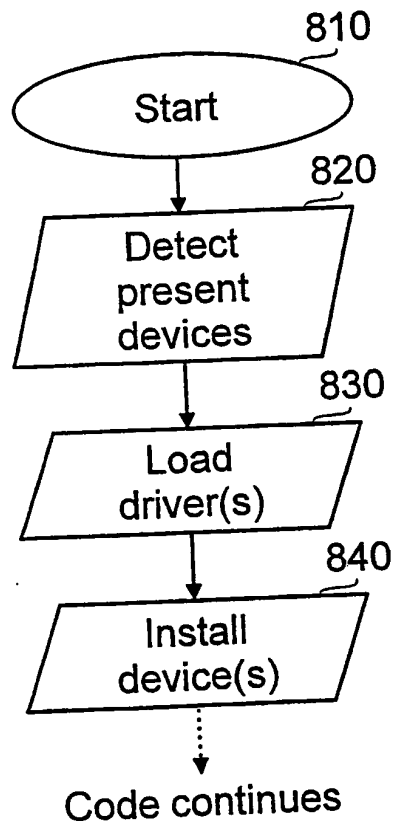 810
Start
820
Detect
present
devices
830
Load
driver(s)
840
Install
device(s)
Code continues